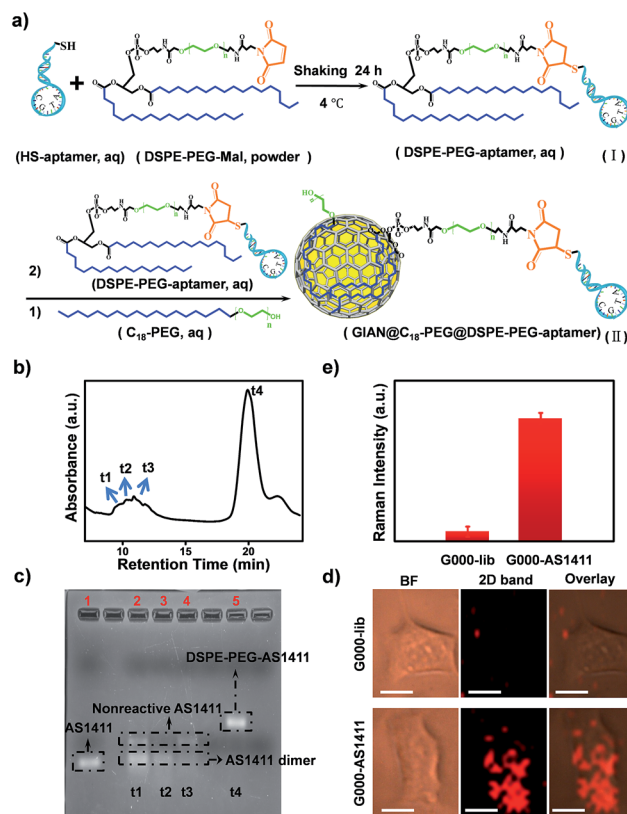 a)
SH
O
O P O
O⁻
N
H
O
O
O
n
N
H
O
N
O
O
Shaking 24 h
4 ℃
(HS-aptamer, aq)
(DSPE-PEG-Mal, powder)
(DSPE-PEG-aptamer, aq)
(Ⅰ)
2)
(DSPE-PEG-aptamer, aq)
1)
(C18-PEG, aq)
(GIAN@C18-PEG@DSPE-PEG-aptamer)
(Ⅱ)
b)
Absorbance (a.u.)
t1
t2
t3
t4
10
20
Retention Time (min)
e)
Raman Intensity (a.u.)
G000-lib
G000-AS1411
c)
1
2
3
4
5
DSPE-PEG-AS1411
Nonreactive AS1411
AS1411
AS1411 dimer
t1
t2
t3
t4
d)
BF
2D band
Overlay
G000-lib
G000-AS1411